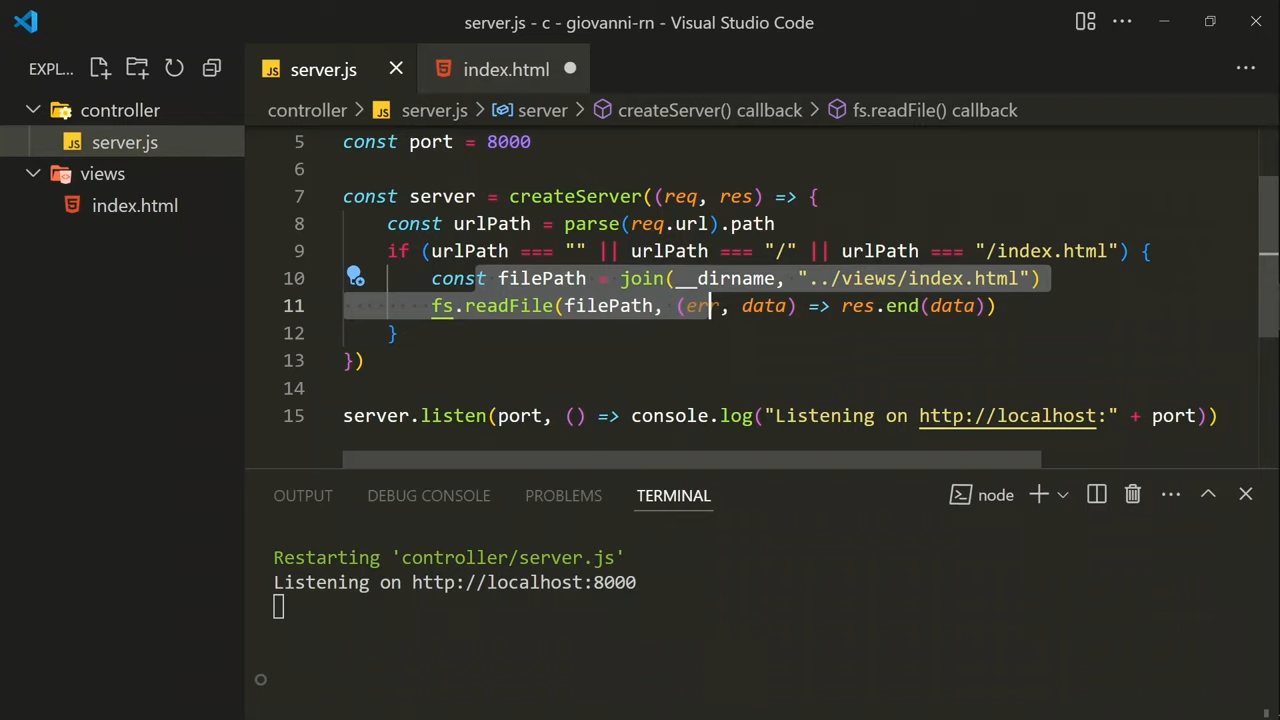 server.js - c - giovanni-rn - Visual Studio Code
EXPL...
JS server.js
index.html
controller
JS server.js
views
index.html
controller > JS server.js > server > createServer() callback > fs.readFile() callback
5 const port = 8000
6
7 const server = createServer((req, res) => {
8 const urlPath = parse(req.url).path
9 if (urlPath === "" || urlPath === "/" || urlPath === "/index.html") {
10 const filePath = join(__dirname, "../views/index.html")
11 fs.readFile(filePath, (err, data) => res.end(data))
12 }
13 })
14
15 server.listen(port, () => console.log("Listening on http://localhost:" + port))
OUTPUT DEBUG CONSOLE PROBLEMS TERMINAL node
Restarting 'controller/server.js'
Listening on http://localhost:8000